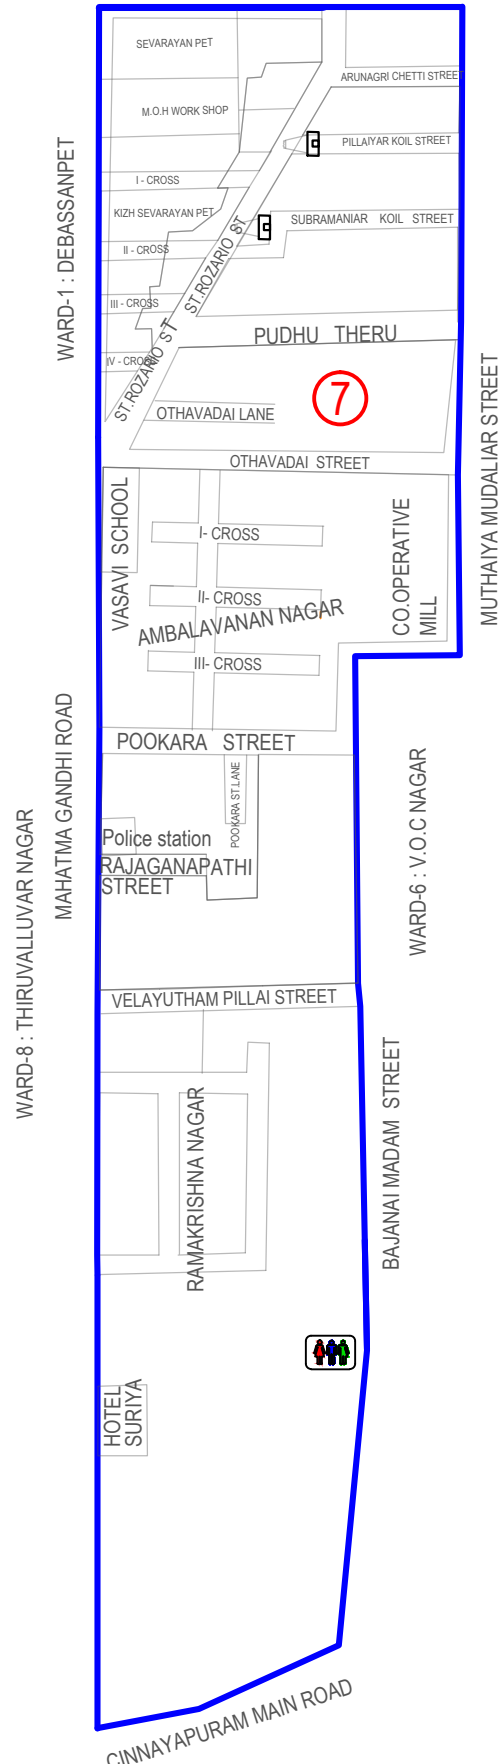 SEVARAYAN PET
ARUNAGRI CHETTI STREET
M.O.H WORK SHOP
PILLAIYAR KOIL STREET
I - CROSS
KIZH SEVARAYAN PET
SUBRAMANIAR KOIL STREET
II - CROSS
ST.ROZARIO ST
III - CROSS
WARD-1 : DEBASSANPET
PUDHU THERU
IV - CROSS
ST.ROZARIO ST
7
OTHAVADAI LANE
MUTHAIYA MUDALIAR STREET
OTHAVADAI STREET
VASAVI SCHOOL
I- CROSS
CO.OPERATIVE
MILL
II- CROSS
AMBALAVANAN NAGAR
III- CROSS
POOKARA STREET
MAHATMA GANDHI ROAD
POOKARA ST.LANE
WARD-6 : V.O.C NAGAR
Police station
RAJAGANAPATHI
STREET
WARD-8 : THIRUVALLUVAR NAGAR
VELAYUTHAM PILLAI STREET
RAMAKRISHNA NAGAR
BAJANAI MADAM STREET
HOTEL
SURIYA
CINNAYAPURAM MAIN ROAD